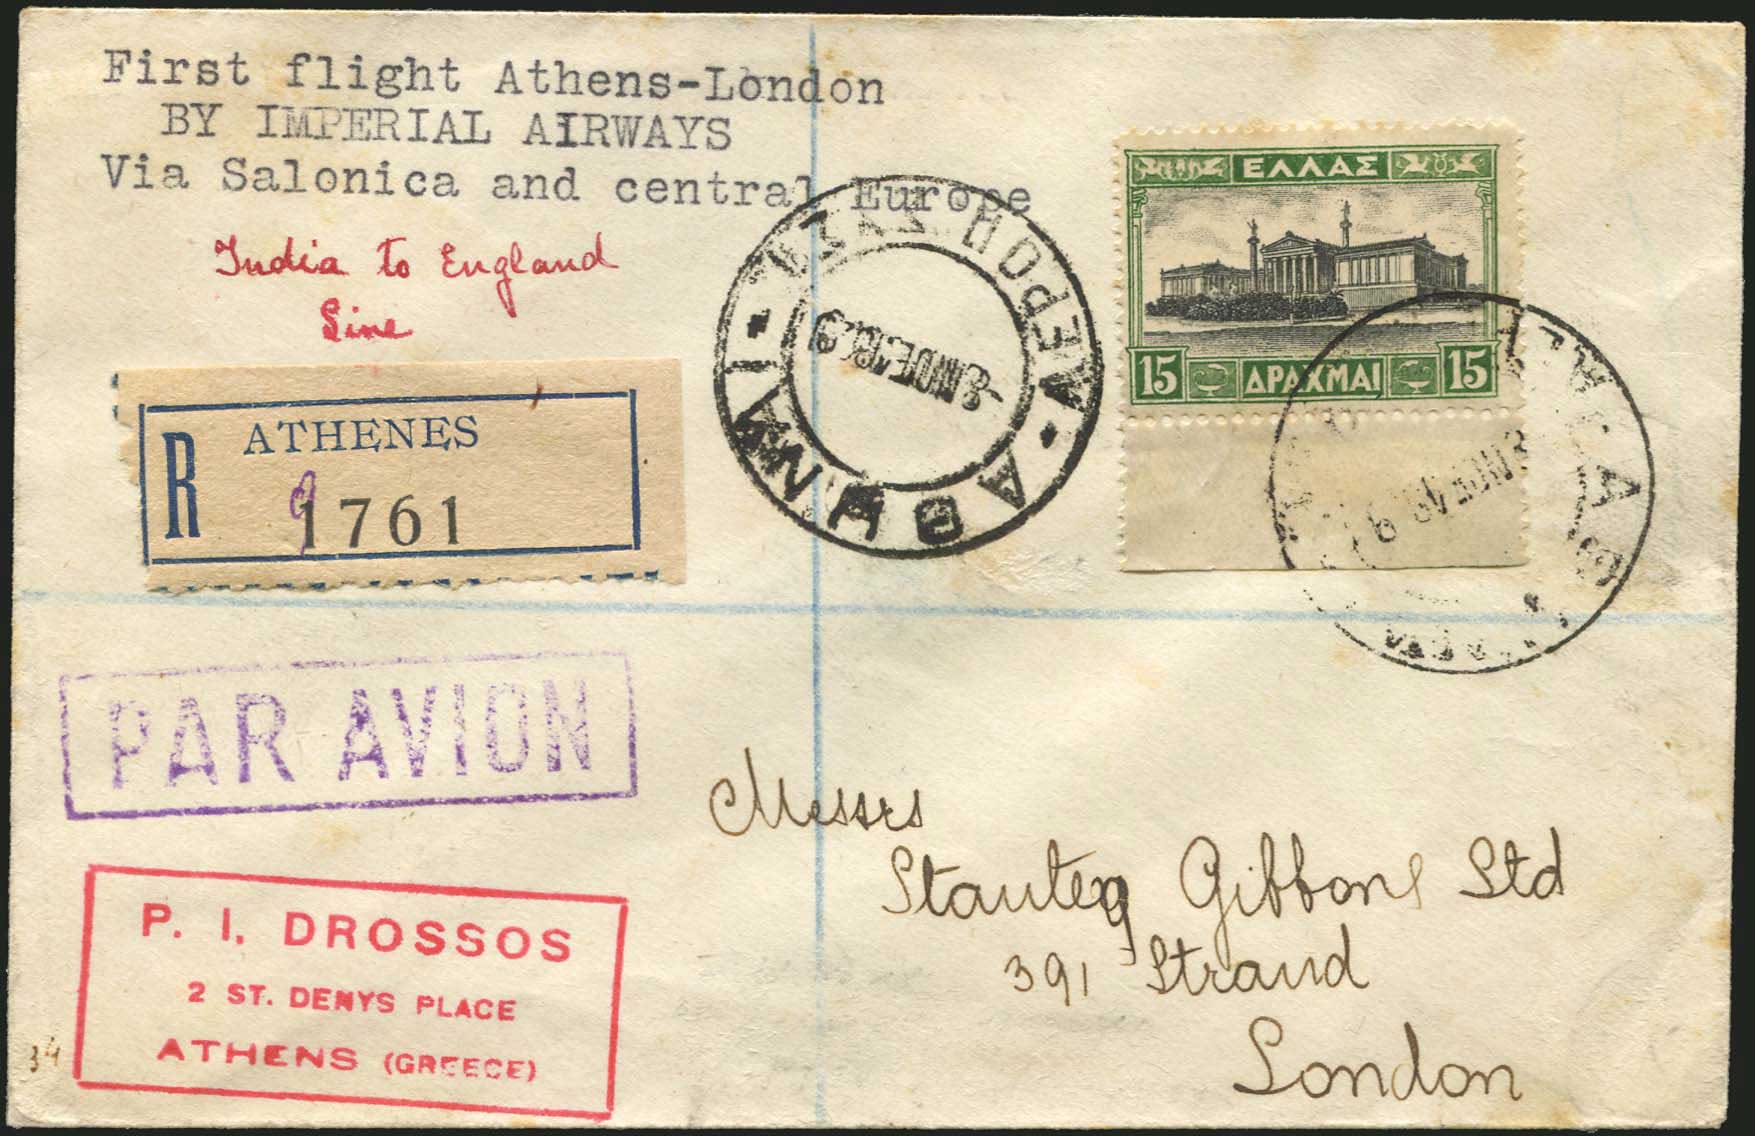 First flight Athens-London
BY IMPERIAL AIRWAYS
Via Salonica and central Europe
India to England
Line
ΕΛΛΑΣ
15 ΔΡΑΧΜΑΙ 15
ΑΕΡΟΠ
ΑΘΗΝΑΙ
R ATHENES
1761
PAR AVION
P. I. DROSSOS
2 ST. DENYS PLACE
ATHENS (GREECE)
34
Messrs
Stanley Gibbons Ltd
391 Strand
London